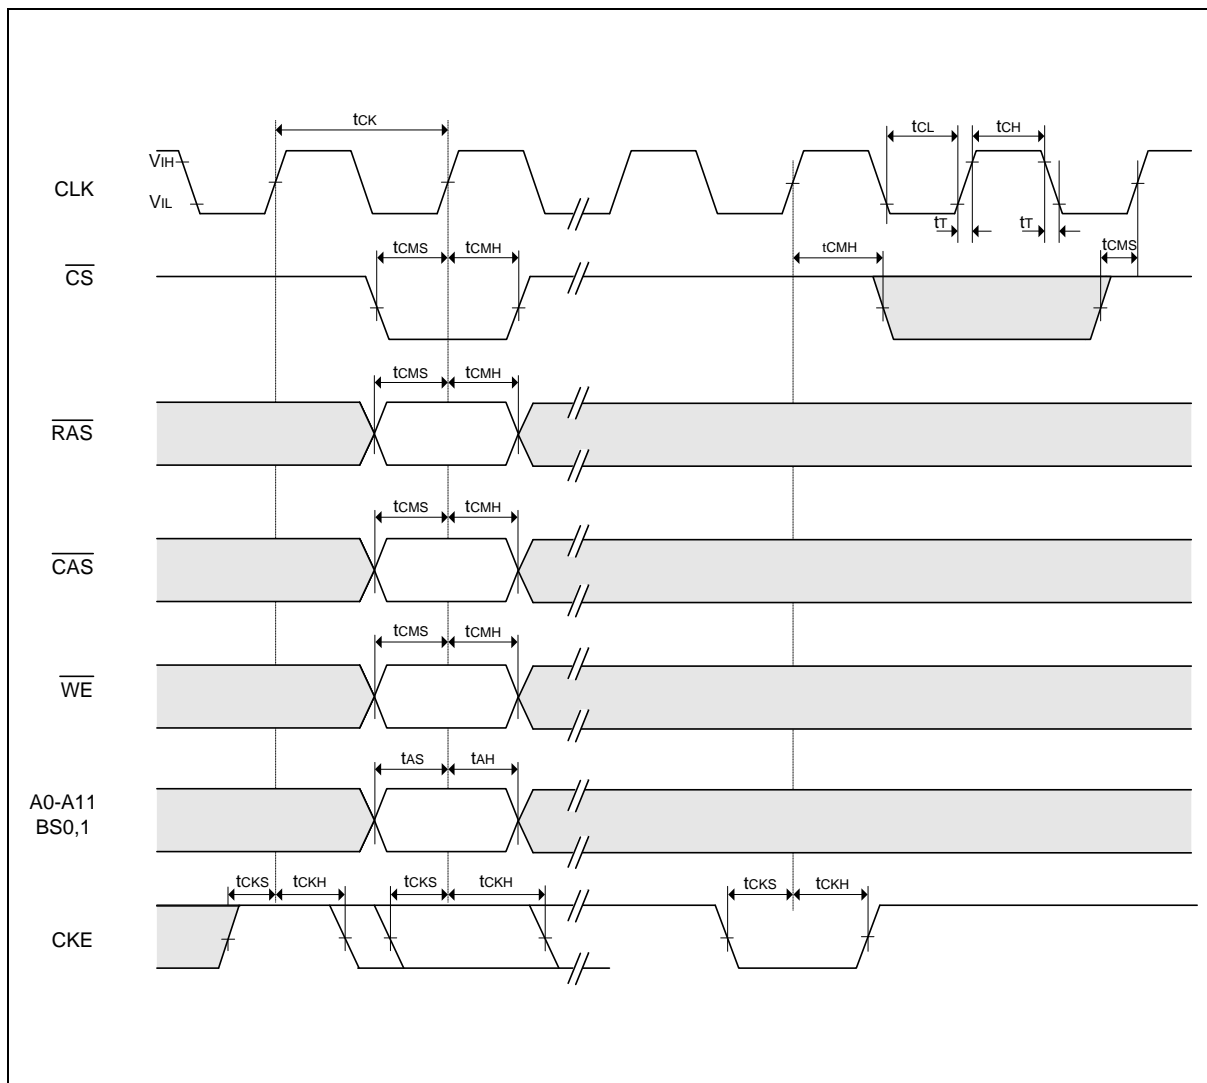 tCK
tCL
tCH
VIH
CLK
VIL
tT
tT
tCMS
tCMH
tCMH
tCMS
CS
tCMS
tCMH
RAS
tCMS
tCMH
CAS
tCMS
tCMH
WE
tAS
tAH
A0-A11
BS0,1
tCKS
tCKH
tCKS
tCKH
tCKS
tCKH
CKE